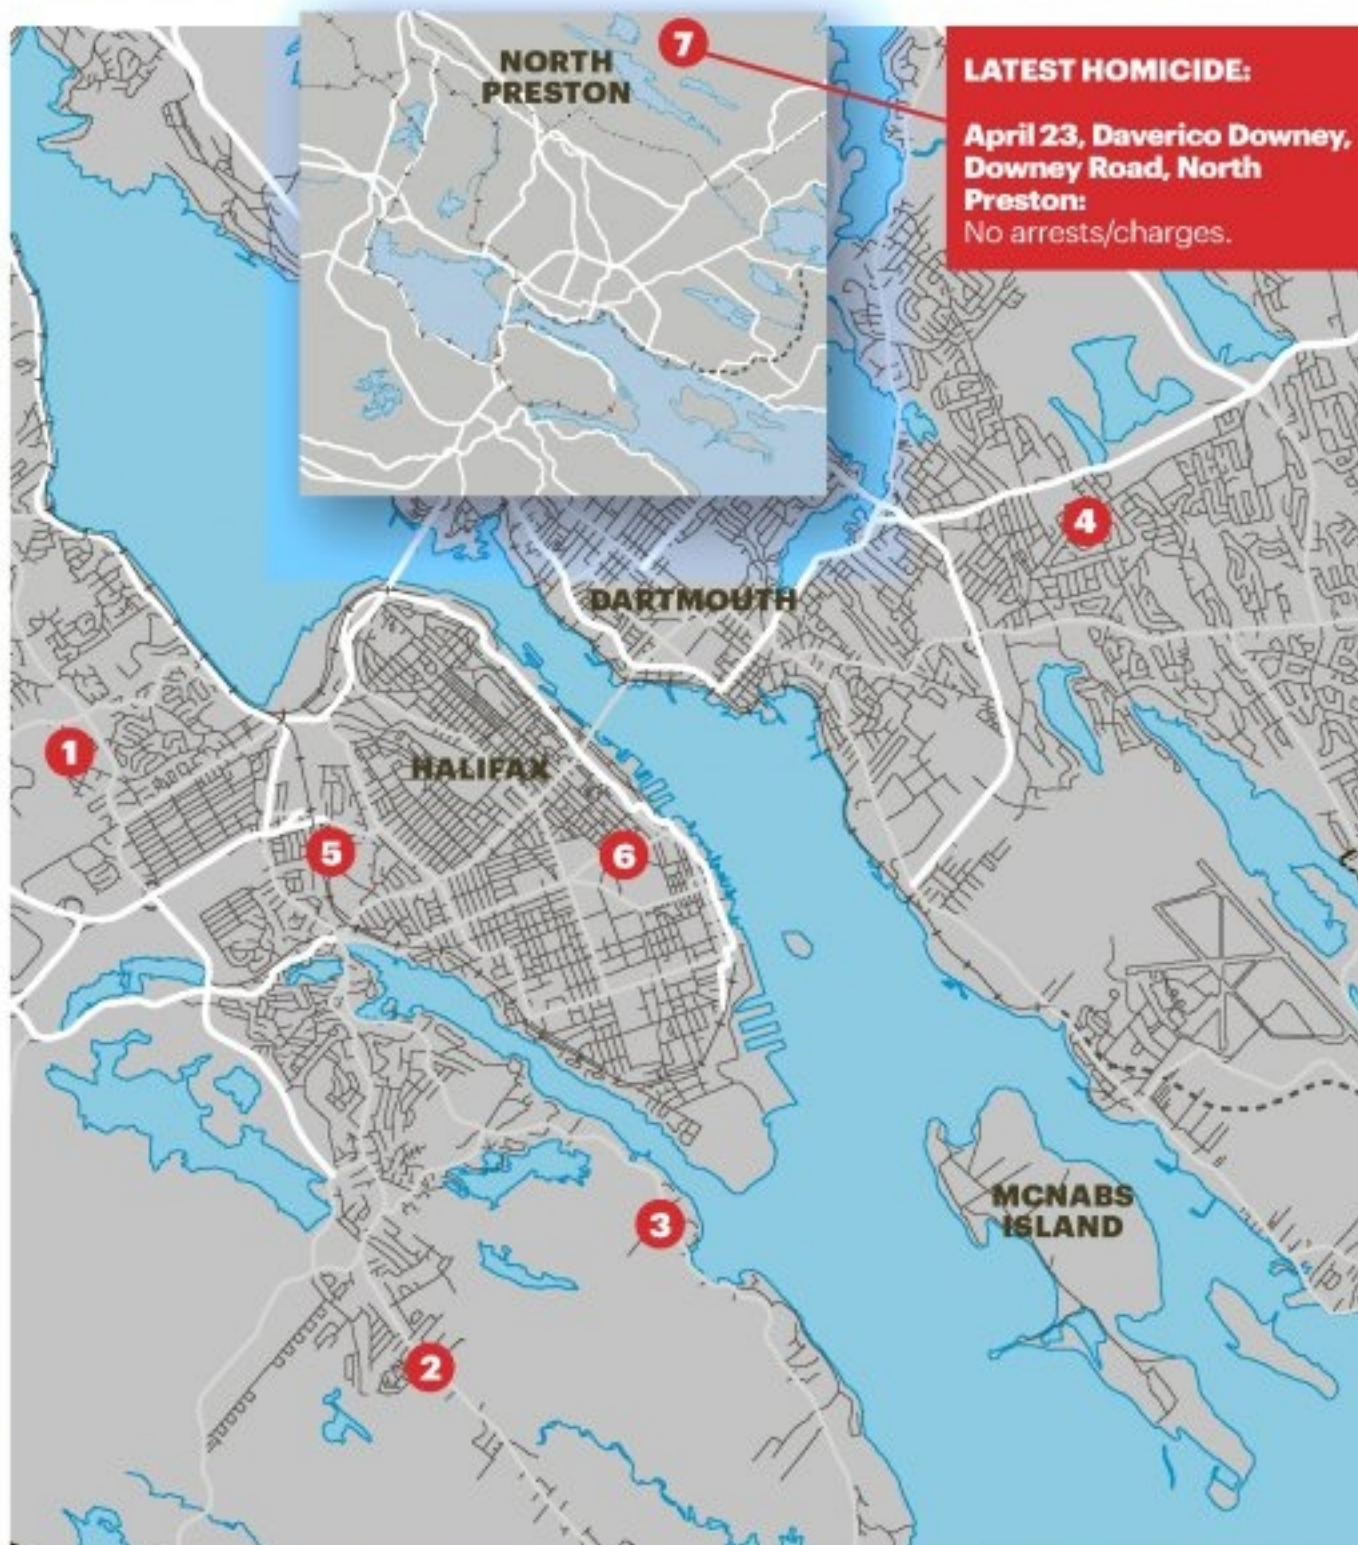 7
NORTH
PRESTON
LATEST HOMICIDE:
April 23, Daverico Downey,
Downey Road, North
Preston:
No arrests/charges.
4
DARTMOUTH
1
HALIFAX
5
6
MCNABS
ISLAND
3
2